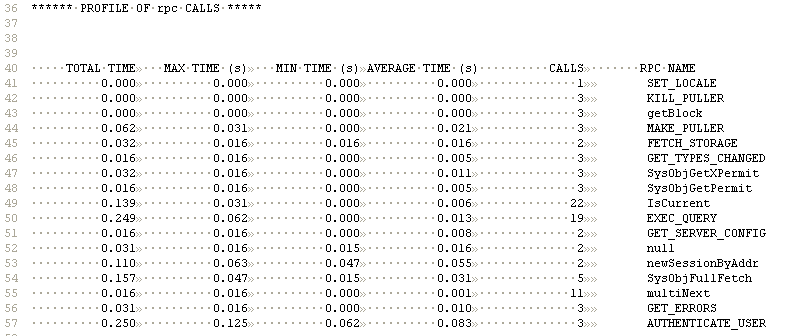 36 ****** PROFILE OF rpc CALLS *****
37
38
39
40 TOTAL TIME MAX TIME (s) MIN TIME (s) AVERAGE TIME (s) CALLS RPC NAME
41 0.000 0.000 0.000 0.000 1 SET_LOCALE
42 0.000 0.000 0.000 0.000 3 KILL_PULLER
43 0.000 0.000 0.000 0.000 3 getBlock
44 0.062 0.031 0.000 0.021 3 MAKE_PULLER
45 0.032 0.016 0.016 0.016 2 FETCH_STORAGE
46 0.016 0.016 0.000 0.005 3 GET_TYPES_CHANGED
47 0.032 0.016 0.000 0.011 3 SysObjGetXPermit
48 0.016 0.016 0.000 0.005 3 SysObjGetPermit
49 0.139 0.031 0.000 0.006 22 IsCurrent
50 0.249 0.062 0.000 0.013 19 EXEC_QUERY
51 0.016 0.016 0.000 0.008 2 GET_SERVER_CONFIG
52 0.031 0.016 0.015 0.016 2 null
53 0.110 0.063 0.047 0.055 2 newSessionByAddr
54 0.157 0.047 0.015 0.031 5 SysObjFullFetch
55 0.016 0.016 0.000 0.001 11 multiNext
56 0.031 0.016 0.000 0.010 3 GET_ERRORS
57 0.250 0.125 0.062 0.083 3 AUTHENTICATE_USER